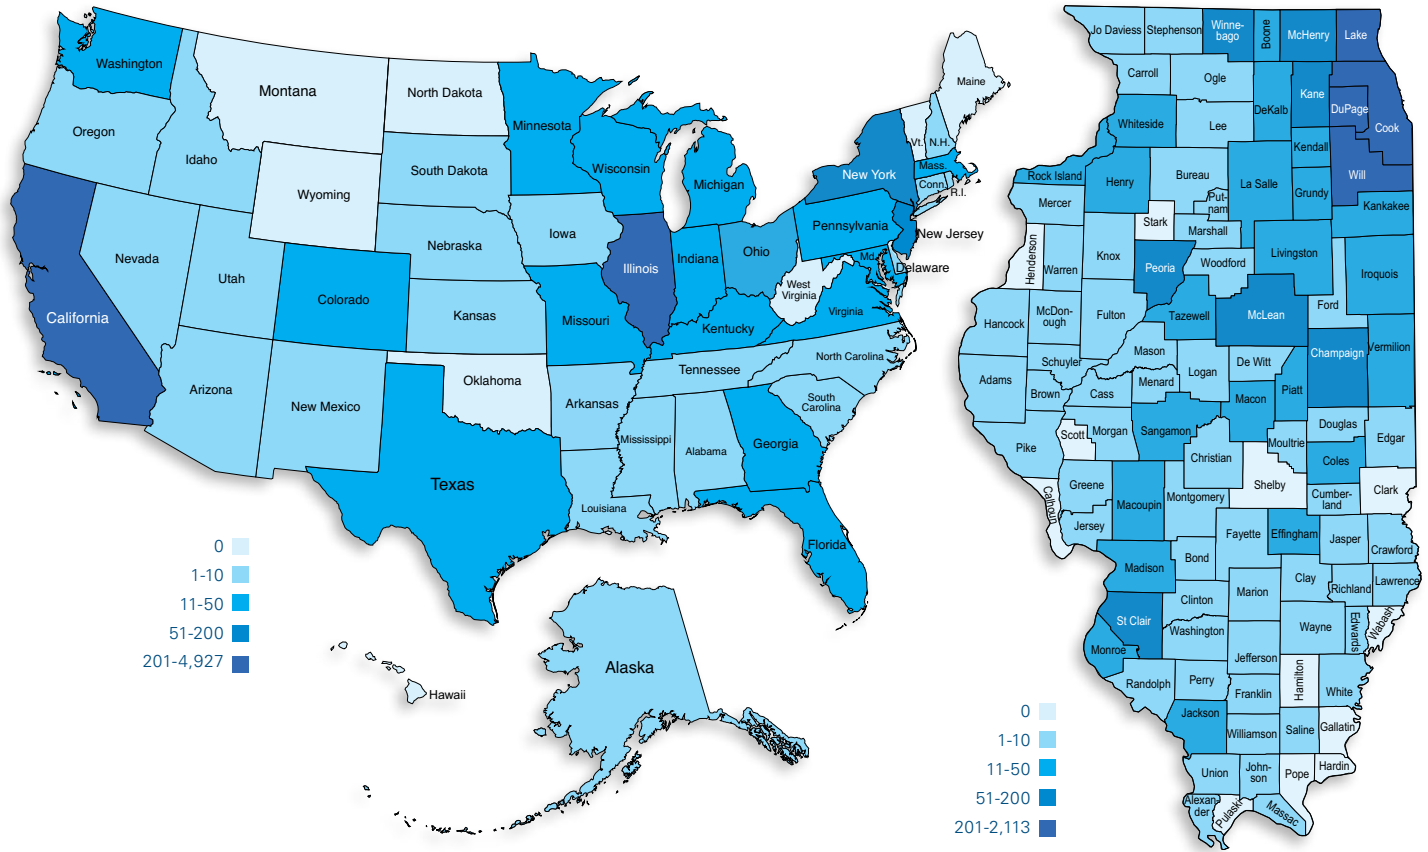 Washington
Montana
North Dakota
Minnesota
Maine
Oregon
Idaho
Wyoming
South Dakota
Wisconsin
Michigan
New York
Vt.
N.H.
Mass.
Conn.
R.I.
Nevada
Utah
Colorado
Nebraska
Iowa
Illinois
Indiana
Ohio
Pennsylvania
New Jersey
Md.
Delaware
West
Virginia
Virginia
California
Kansas
Missouri
Kentucky
Arizona
New Mexico
Oklahoma
Arkansas
Tennessee
North Carolina
South
Carolina
Texas
Louisiana
Mississippi
Alabama
Georgia
Florida
Alaska
Hawaii
0
1-10
11-50
51-200
201-4,927
Jo Daviess
Stephenson
Winne-
bago
Boone
McHenry
Lake
Carroll
Ogle
Kane
DuPage
Cook
Whiteside
Lee
DeKalb
Kendall
Will
Rock Island
Henry
Bureau
La Salle
Grundy
Kankakee
Mercer
Put-
nam
Stark
Marshall
Henderson
Warren
Knox
Peoria
Woodford
Livingston
Iroquois
Ford
Hancock
McDon-
ough
Fulton
Tazewell
McLean
Schuyler
Mason
Logan
De Witt
Champaign
Vermilion
Adams
Brown
Cass
Menard
Macon
Piatt
Douglas
Edgar
Pike
Scott
Morgan
Sangamon
Christian
Moultrie
Coles
Shelby
Clark
Calhoun
Greene
Macoupin
Montgomery
Cumber-
land
Jersey
Fayette
Effingham
Jasper
Crawford
Madison
Bond
Clay
Richland
Lawrence
Clinton
Marion
St Clair
Washington
Wayne
Edwards
Wabash
Monroe
Jefferson
Randolph
Perry
Franklin
Hamilton
White
Jackson
Williamson
Saline
Gallatin
Union
John-
son
Pope
Hardin
Alexan-
der
Pulaski
Massac
0
1-10
11-50
51-200
201-2,113